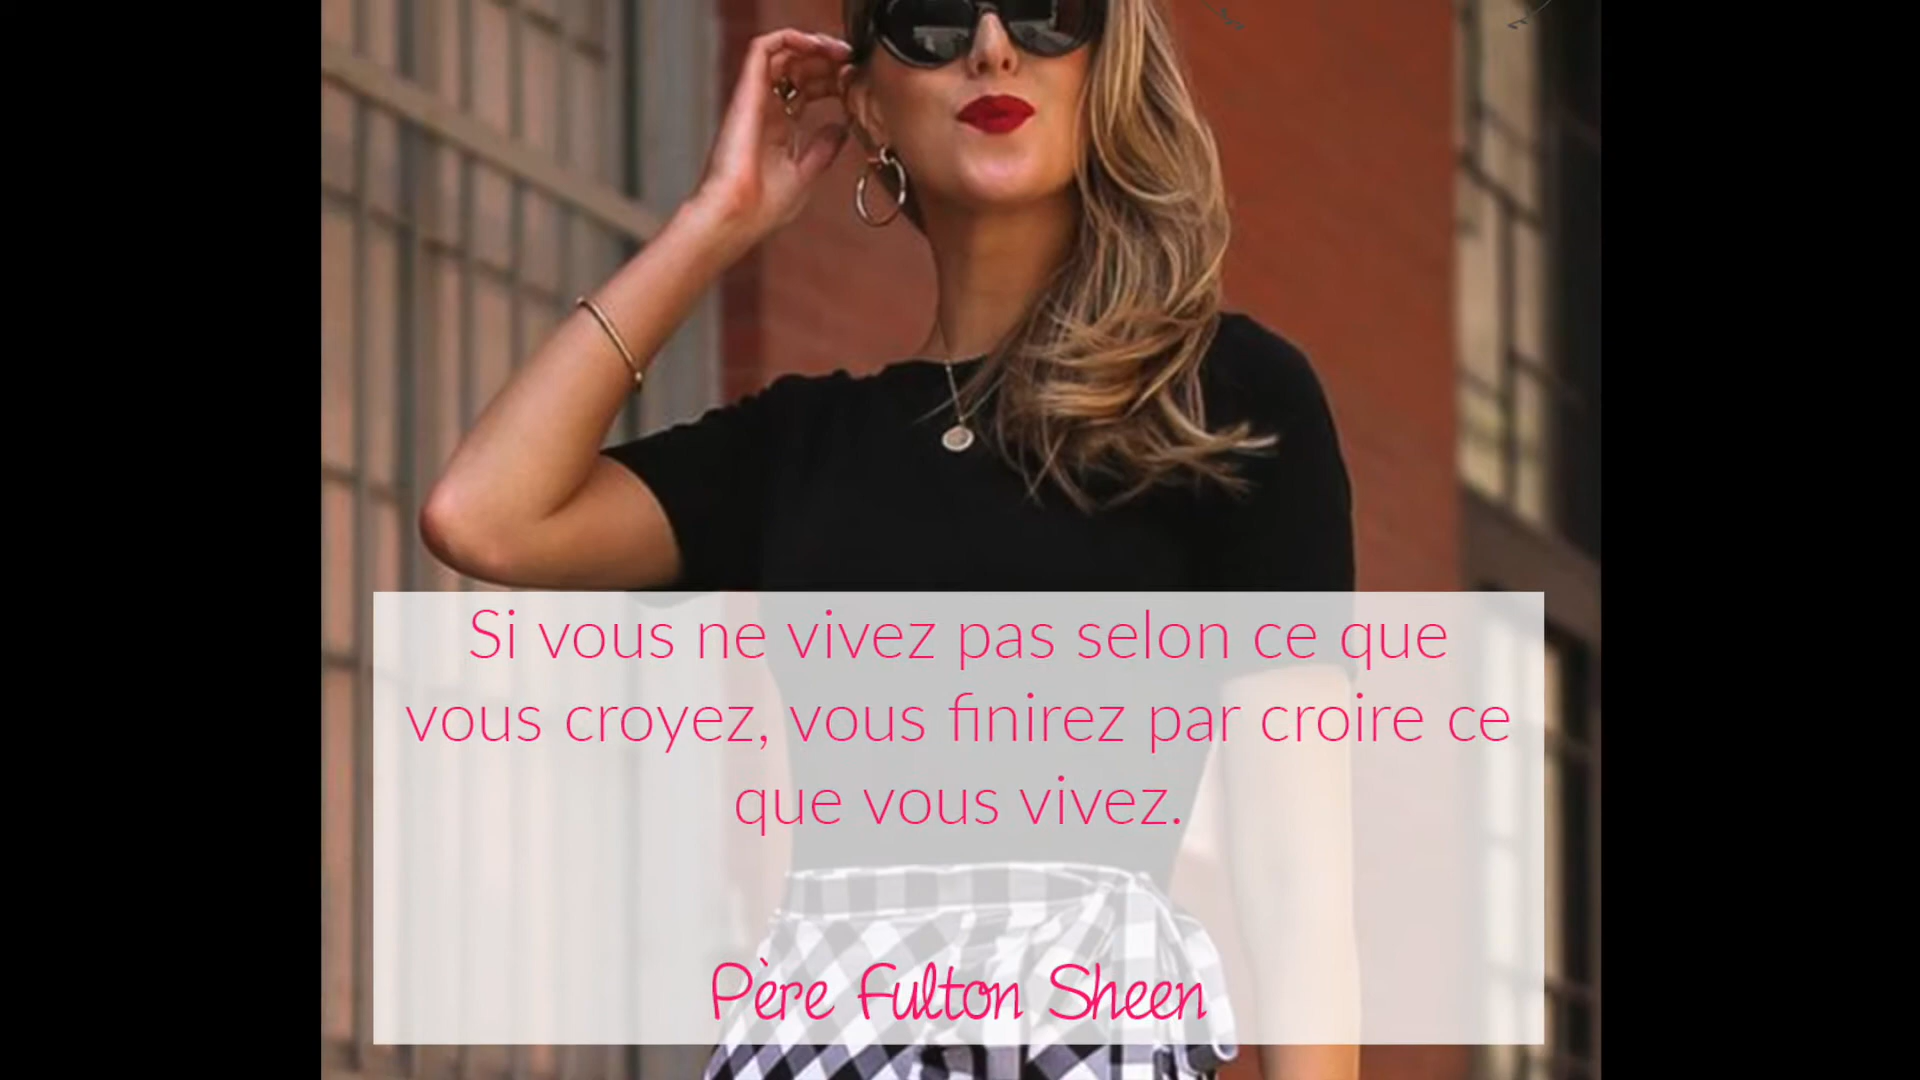 Si vous ne vivez pas selon ce que
vous croyez, vous finirez par croire ce
que vous vivez.
Père Fulton Sheen